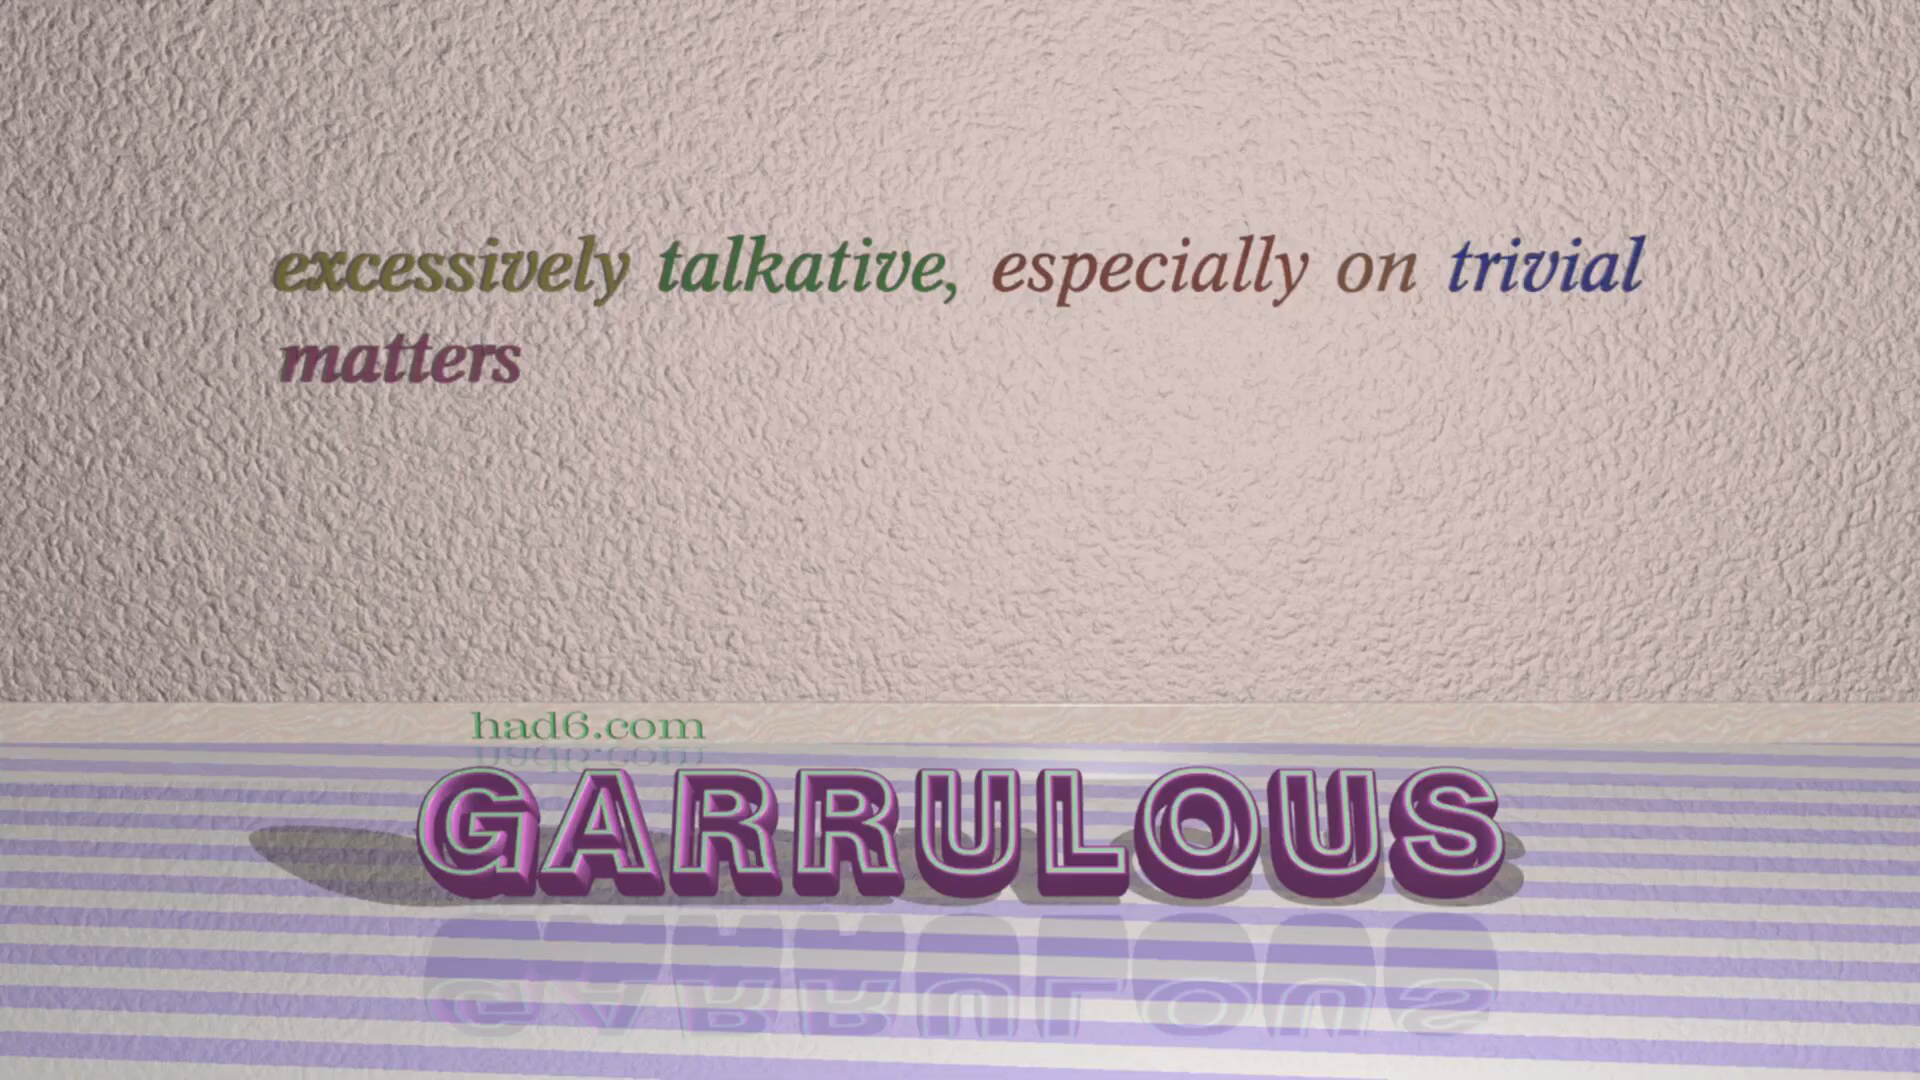 excessively talkative, especially on trivial
matters
had6.com
GARRULOUS